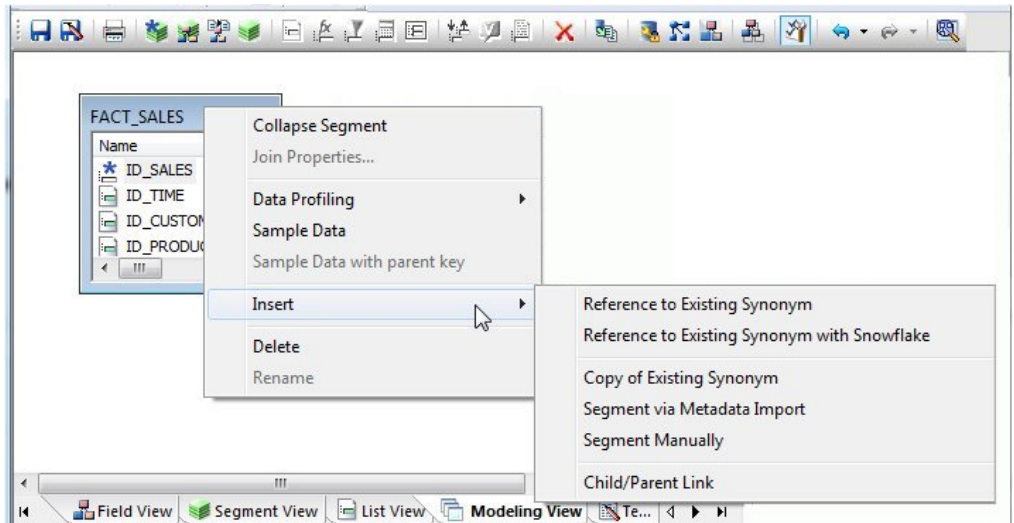 FACT_SALES
Name
ID_SALES
ID_TIME
ID_CUSTOM
ID_PRODUC
Collapse Segment
Join Properties...
Data Profiling
Sample Data
Sample Data with parent key
Insert
Delete
Rename
Reference to Existing Synonym
Reference to Existing Synonym with Snowflake
Copy of Existing Synonym
Segment via Metadata Import
Segment Manually
Child/Parent Link
Field View Segment View List View Modeling View Te...